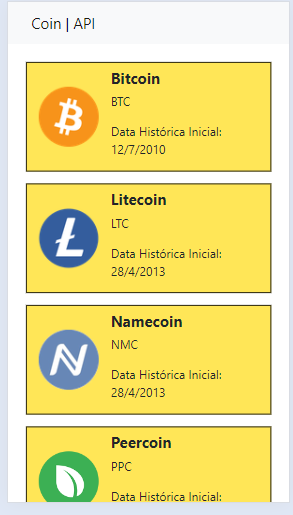 Coin | API
Bitcoin
BTC
Data Histórica Inicial:
12/7/2010
Litecoin
LTC
Data Histórica Inicial:
28/4/2013
Namecoin
NMC
Data Histórica Inicial:
28/4/2013
Peercoin
PPC
Data Histórica Inicial: